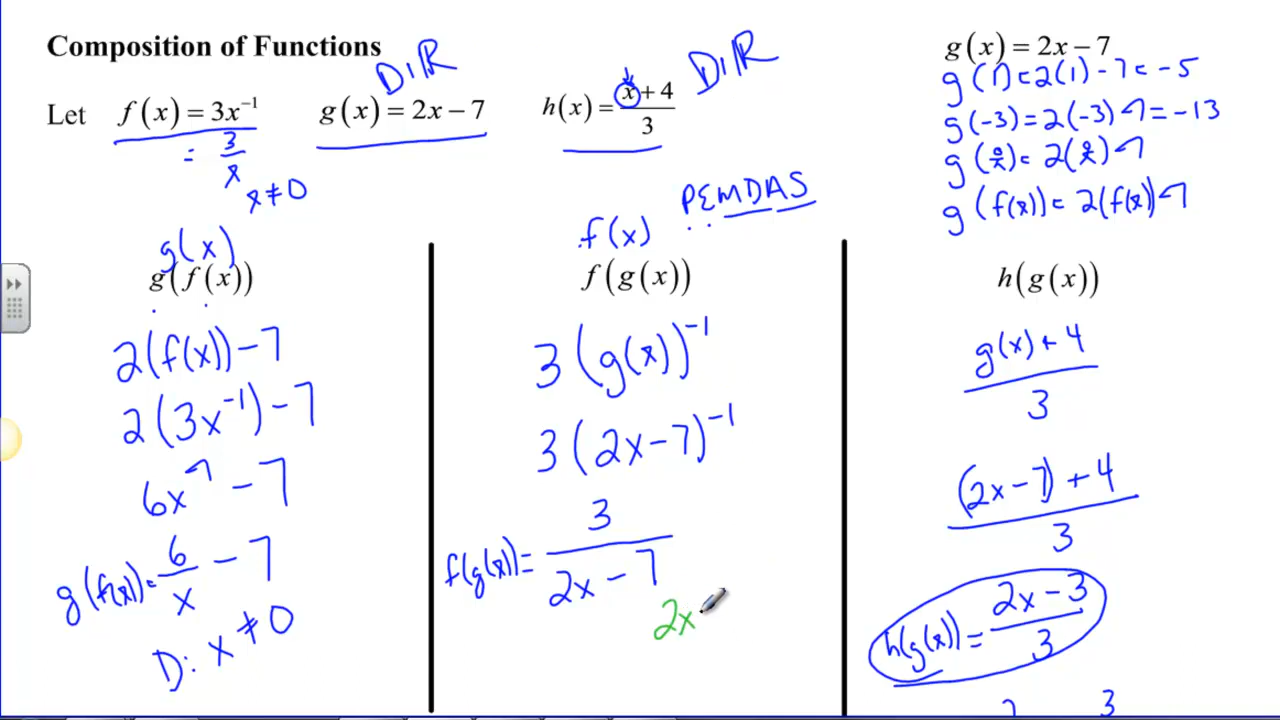 Composition of Functions
Let f(x) = 3x⁻¹
= 3/x
x ≠ 0
D: ℝ
g(x) = 2x − 7
h(x) = (x + 4)/3
D: ℝ
g(x) = 2x − 7
g(1) = 2(1) − 7 = −5
g(−3) = 2(−3) − 7 = −13
g(f(x)) = 2(f(x)) − 7
PEMDAS
g(x)
g(f(x))
2(f(x)) − 7
2(3x⁻¹) − 7
6x⁻¹ − 7
g(f(x)) = 6/x − 7
D: x ≠ 0
f(x)
f(g(x))
3(g(x))⁻¹
3(2x − 7)⁻¹
f(g(x)) = 3/(2x − 7)
2x
h(g(x))
(g(x) + 4)/3
((2x − 7) + 4)/3
h(g(x)) = (2x − 3)/3